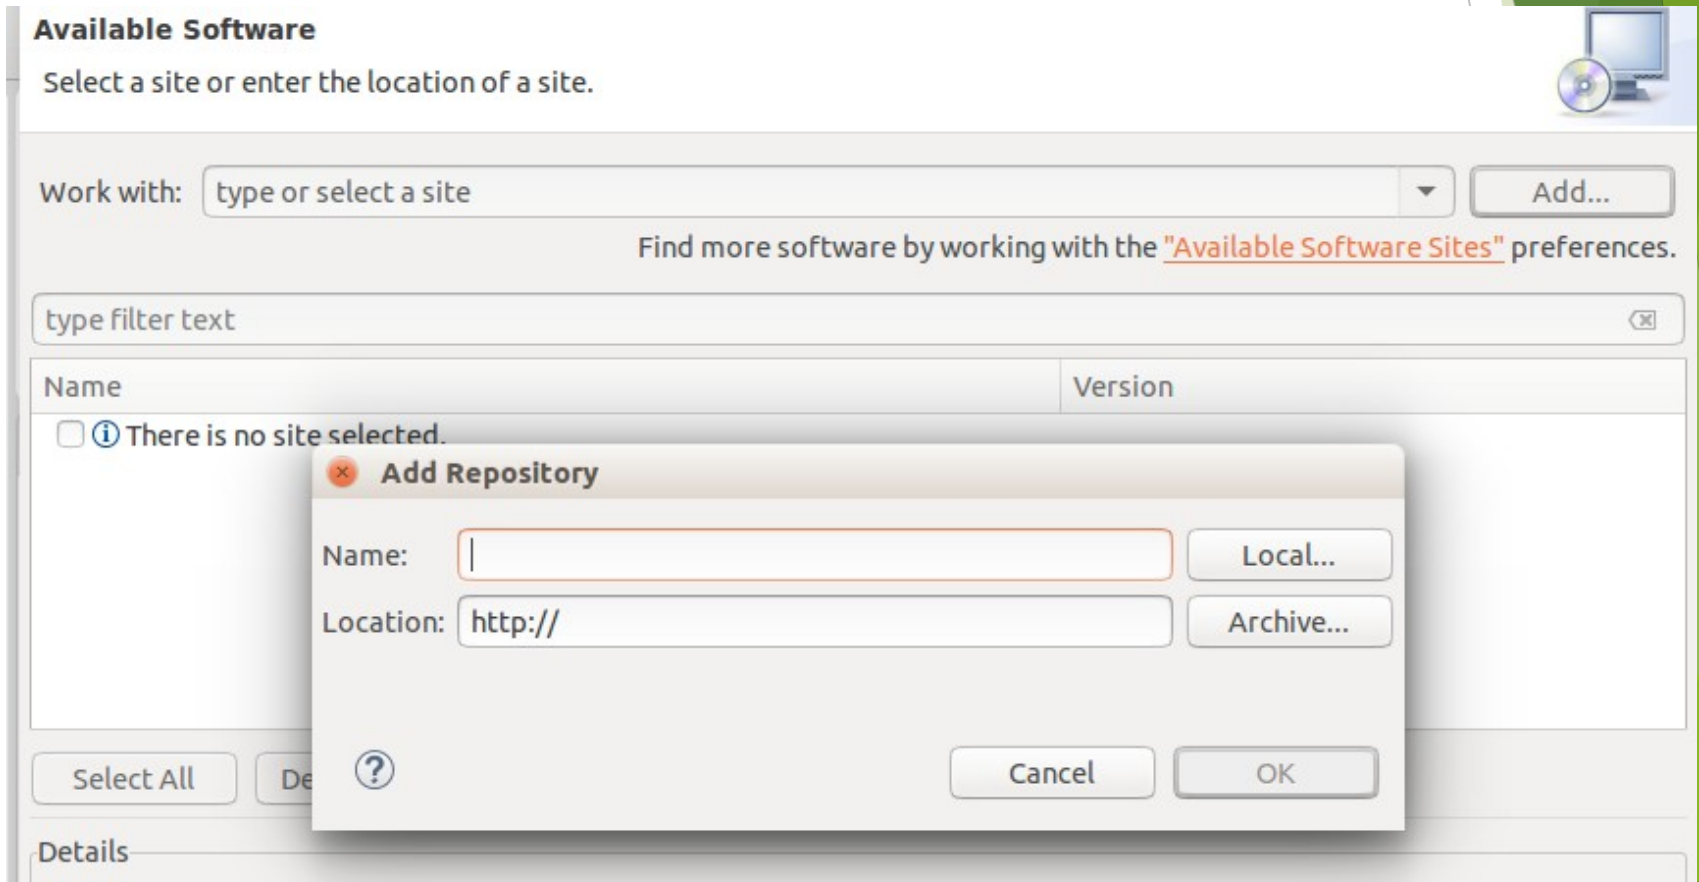 Available Software
Select a site or enter the location of a site.
Work with: type or select a site Add...
Find more software by working with the "Available Software Sites" preferences.
type filter text
Name Version
There is no site selected.
Add Repository
Name: Local...
Location: http:// Archive...
Select All De ? Cancel OK
Details